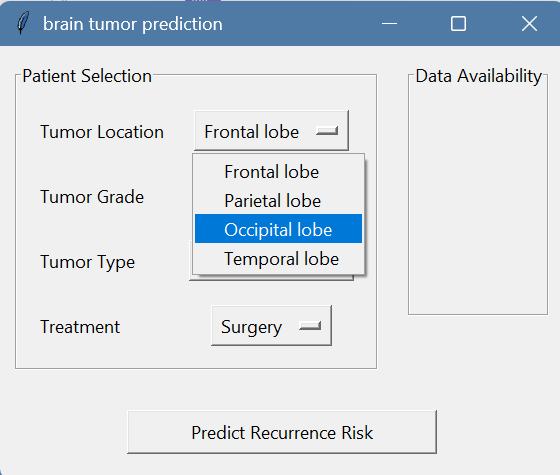 brain tumor prediction
Patient Selection
Data Availability
Tumor Location
Frontal lobe
Frontal lobe
Parietal lobe
Occipital lobe
Temporal lobe
Tumor Grade
Tumor Type
Treatment
Surgery
Predict Recurrence Risk